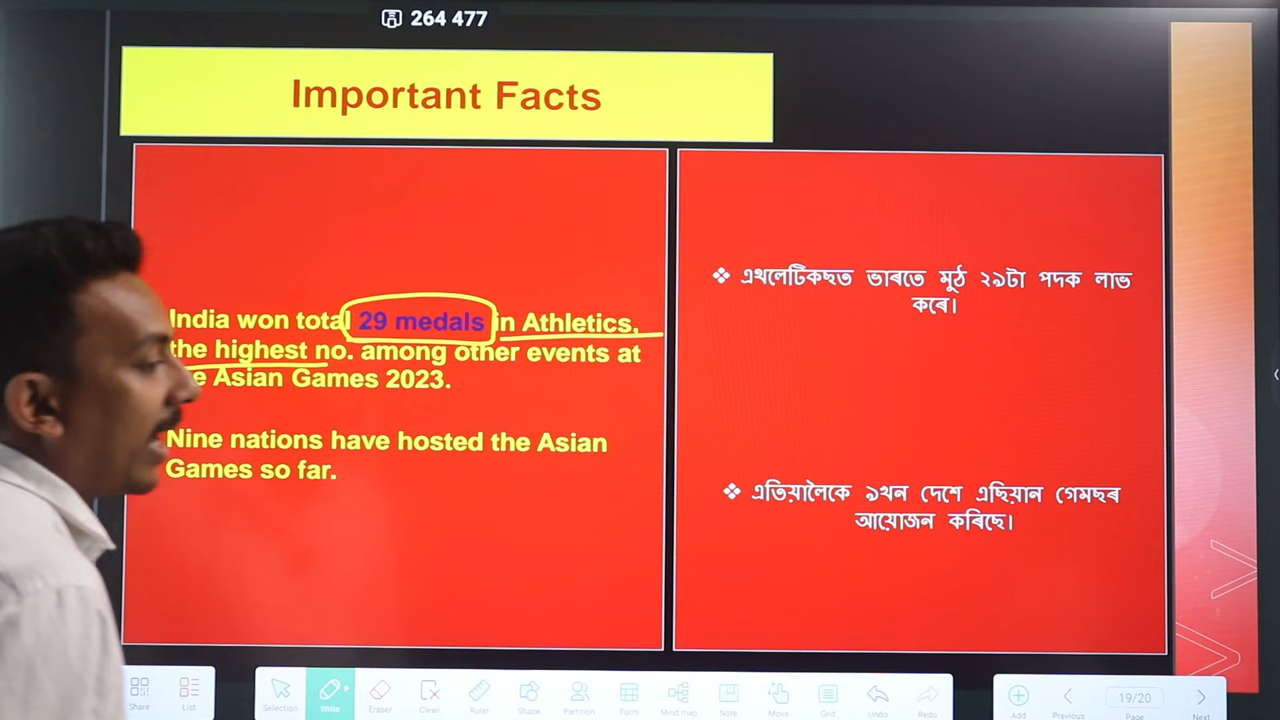 264 477
Important Facts
India won total 29 medals in Athletics,
the highest no. among other events at
Asian Games 2023.
Nine nations have hosted the Asian
Games so far.
❖ এথলেটিকছত ভাৰতে মুঠ ২৯টা পদক লাভ
কৰে।
❖ এতিয়ালৈকে ৯খন দেশে এছিয়ান গেমছৰ
আয়োজন কৰিছে।
Share
List
Selection
Write
Eraser
Clean
Ruler
Shape
Partition
Form
Mind map
Note
Move
Grid
Undo
Redo
Add
Previous
19/20
Page
Next